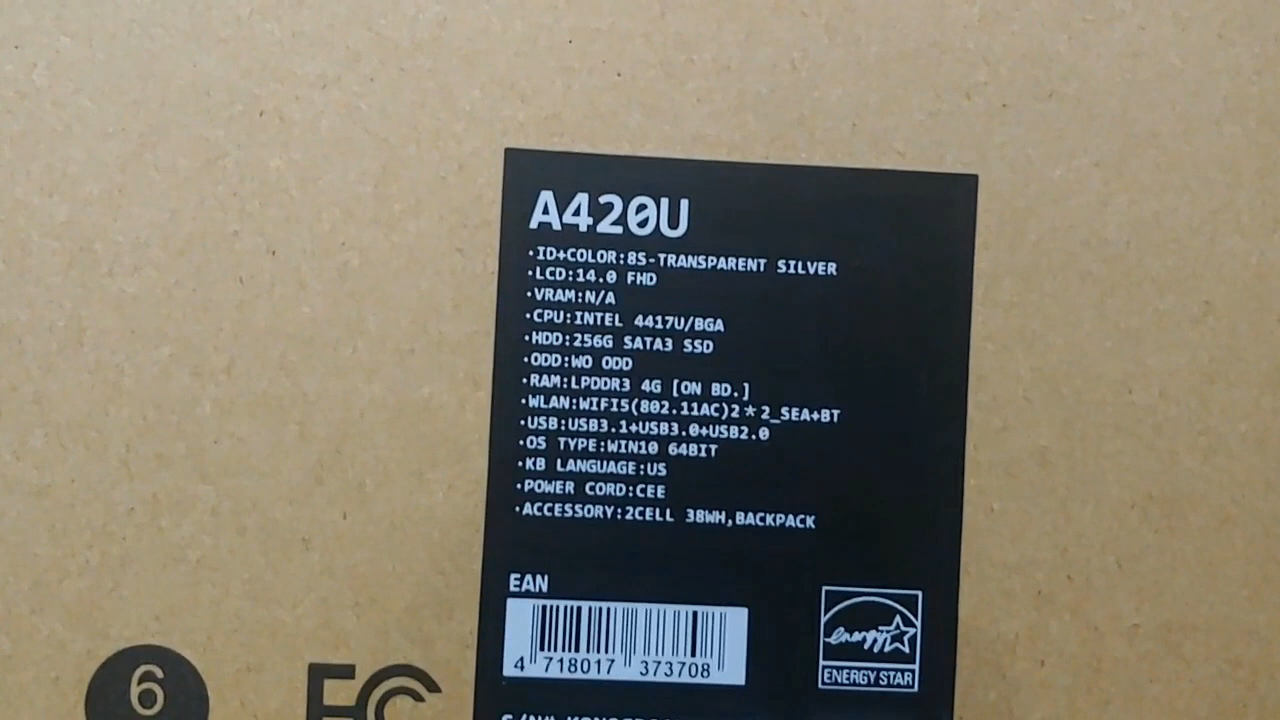 A420U
·ID+COLOR:8S-TRANSPARENT SILVER
·LCD:14.0 FHD
·VRAM:N/A
·CPU:INTEL 4417U/BGA
·HDD:256G SATA3 SSD
·ODD:WO ODD
·RAM:LPDDR3 4G [ON BD.]
·WLAN:WIFI5(802.11AC)2*2_SEA+BT
·USB:USB3.1+USB3.0+USB2.0
·OS TYPE:WIN10 64BIT
·KB LANGUAGE:US
·POWER CORD:CEE
·ACCESSORY:2CELL 38WH,BACKPACK
EAN
4 718017 373708
energy
ENERGY STAR
6
FC